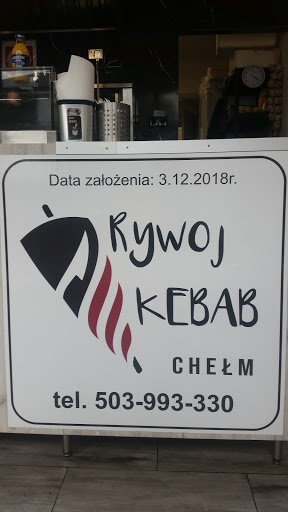 Data założenia: 3.12.2018r.
RYWOJ
KEBAB
CHEŁM
tel. 503-993-330